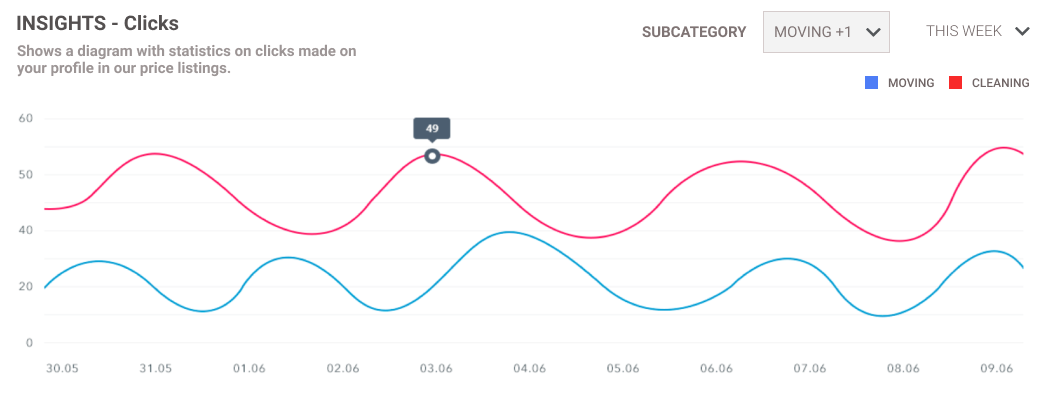 INSIGHTS - Clicks
Shows a diagram with statistics on clicks made on
your profile in our price listings.
SUBCATEGORY
MOVING +1
THIS WEEK
MOVING
CLEANING
60
49
50
40
20
0
30.05
31.05
01.06
02.06
03.06
04.06
05.06
06.06
07.06
08.06
09.06